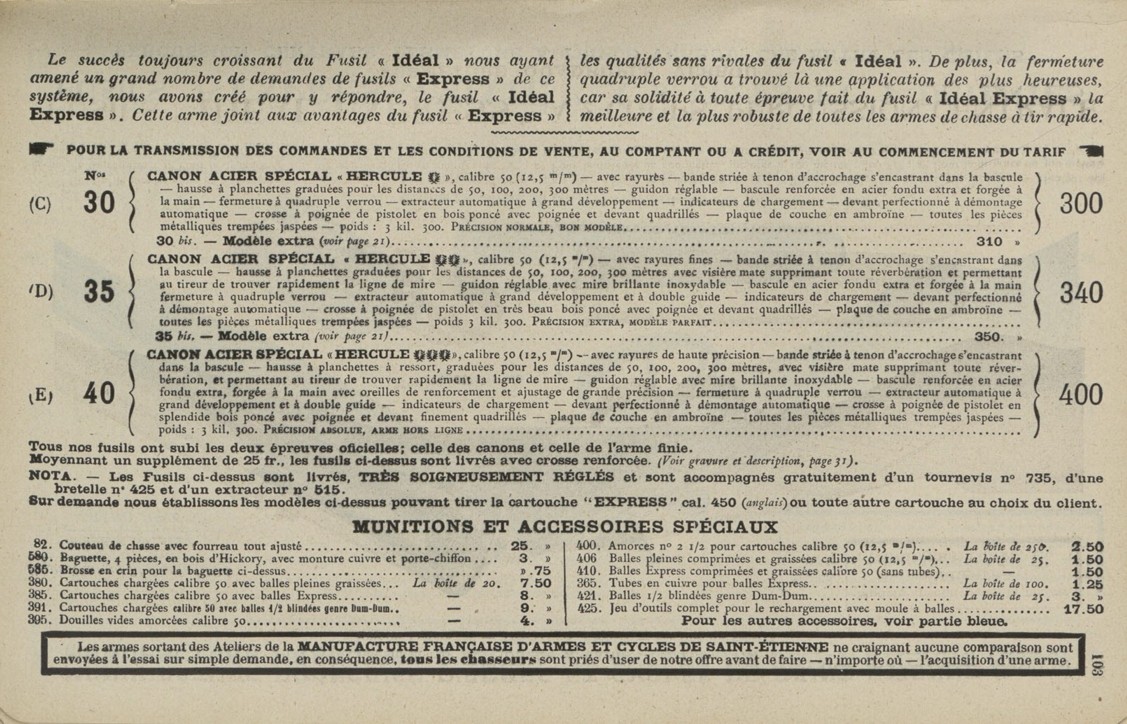 Le succès toujours croissant du Fusil « Idéal » nous ayant
amené un grand nombre de demandes de fusils « Express » de ce
système, nous avons créé pour y répondre, le fusil « Idéal
Express ». Cette arme joint aux avantages du fusil « Express »
les qualités sans rivales du fusil « Idéal ». De plus, la fermeture
quadruple verrou a trouvé là une application des plus heureuses,
car sa solidité à toute épreuve fait du fusil « Idéal Express » la
meilleure et la plus robuste de toutes les armes de chasse à tir rapide.
POUR LA TRANSMISSION DES COMMANDES ET LES CONDITIONS DE VENTE, AU COMPTANT OU A CRÉDIT, VOIR AU COMMENCEMENT DU TARIF
Nos
(C) 30
CANON ACIER SPÉCIAL « HERCULE », calibre 50 (12,5 m/m) — avec rayures — bande striée à tenon d'accrochage s'encastrant dans la bascule
— hausse à planchettes graduées pour les distances de 50, 100, 200, 300 mètres — guidon réglable — bascule renforcée en acier fondu extra et forgée à
la main — fermeture à quadruple verrou — extracteur automatique à grand développement — indicateurs de chargement — devant perfectionné à démontage
automatique — crosse à poignée de pistolet en bois poncé avec poignée et devant quadrillés — plaque de couche en ambroïne — toutes les pièces
métalliques trempées jaspées — poids : 3 kil. 300. PRÉCISION NORMALE, BON MODÈLE
300
30 bis. — Modèle extra (voir page 21) 310 »
(D) 35
CANON ACIER SPÉCIAL « HERCULE », calibre 50 (12,5 m/m) — avec rayures fines — bande striée à tenon d'accrochage s'encastrant dans
la bascule — hausse à planchettes graduées pour les distances de 50, 100, 200, 300 mètres avec visière mate supprimant toute réverbération et permettant
au tireur de trouver rapidement la ligne de mire — guidon réglable avec mire brillante inoxydable — bascule en acier fondu extra et forgée à la main
fermeture à quadruple verrou — extracteur automatique à grand développement et à double guide — indicateurs de chargement — devant perfectionné
à démontage automatique — crosse à poignée de pistolet en très beau bois poncé avec poignée et devant quadrillés — plaque de couche en ambroïne —
toutes les pièces métalliques trempées jaspées — poids 3 kil. 300. PRÉCISION EXTRA, MODÈLE PARFAIT
340
35 bis. — Modèle extra (voir page 21) 350. »
(E) 40
CANON ACIER SPÉCIAL « HERCULE », calibre 50 (12,5 m/m) — avec rayures de haute précision — bande striée à tenon d'accrochage s'encastrant
dans la bascule — hausse à planchettes à ressort, graduées pour les distances de 50, 100, 200, 300 mètres, avec visière mate supprimant toute réver-
bération, et permettant au tireur de trouver rapidement la ligne de mire — guidon réglable avec mire brillante inoxydable — bascule renforcée en acier
fondu extra, forgée à la main avec oreilles de renforcement et ajustage de grande précision — fermeture à quadruple verrou — extracteur automatique à
grand développement et à double guide — indicateurs de chargement — devant perfectionné à démontage automatique — crosse à poignée de pistolet en
splendide bois poncé avec poignée et devant finement quadrillés — plaque de couche en ambroïne — toutes les pièces métalliques trempées jaspées —
poids : 3 kil. 300. PRÉCISION ABSOLUE, ARME HORS LIGNE
400
Tous nos fusils ont subi les deux épreuves oficielles; celle des canons et celle de l'arme finie.
Moyennant un supplément de 25 fr., les fusils ci-dessus sont livrés avec crosse renforcée. (Voir gravure et description, page 31).
NOTA. — Les Fusils ci-dessus sont livrés, TRÈS SOIGNEUSEMENT RÉGLÉS et sont accompagnés gratuitement d'un tournevis n° 735, d'une
bretelle n° 425 et d'un extracteur n° 515.
Sur demande nous établissons les modèles ci-dessus pouvant tirer la cartouche "EXPRESS" cal. 450 (anglais) ou toute autre cartouche au choix du client.
MUNITIONS ET ACCESSOIRES SPÉCIAUX
82. Couteau de chasse avec fourreau tout ajusté 25. »
580. Baguette, 4 pièces, en bois d'Hickory, avec monture cuivre et porte-chiffon 3. »
585. Brosse en crin pour la baguette ci-dessus » .75
380. Cartouches chargées calibre 50 avec balles pleines graissées... La boîte de 20. 7.50
385. Cartouches chargées calibre 50 avec balles Express — 8. »
391. Cartouches chargées calibre 50 avec balles 1/2 blindées genre Dum-Dum.. — 9. »
395. Douilles vides amorcées calibre 50 — 4. »
400. Amorces n° 2 1/2 pour cartouches calibre 50 (12,5 m/m) La boîte de 250. 2.50
406 Balles pleines comprimées et graissées calibre 50 (12,5 m/m)... La boîte de 25. 1.50
410. Balles Express comprimées et graissées calibre 50 (sans tubes).. — 1.50
365. Tubes en cuivre pour balles Express La boîte de 100. 1.25
421. Balles 1/2 blindées genre Dum-Dum La boîte de 25. 3. »
425. Jeu d'outils complet pour le rechargement avec moule à balles 17.50
Pour les autres accessoires, voir partie bleue.
Les armes sortant des Ateliers de la MANUFACTURE FRANÇAISE D'ARMES ET CYCLES DE SAINT-ÉTIENNE ne craignant aucune comparaison sont
envoyées à l'essai sur simple demande, en conséquence, tous les chasseurs sont priés d'user de notre offre avant de faire — n'importe où — l'acquisition d'une arme.
103